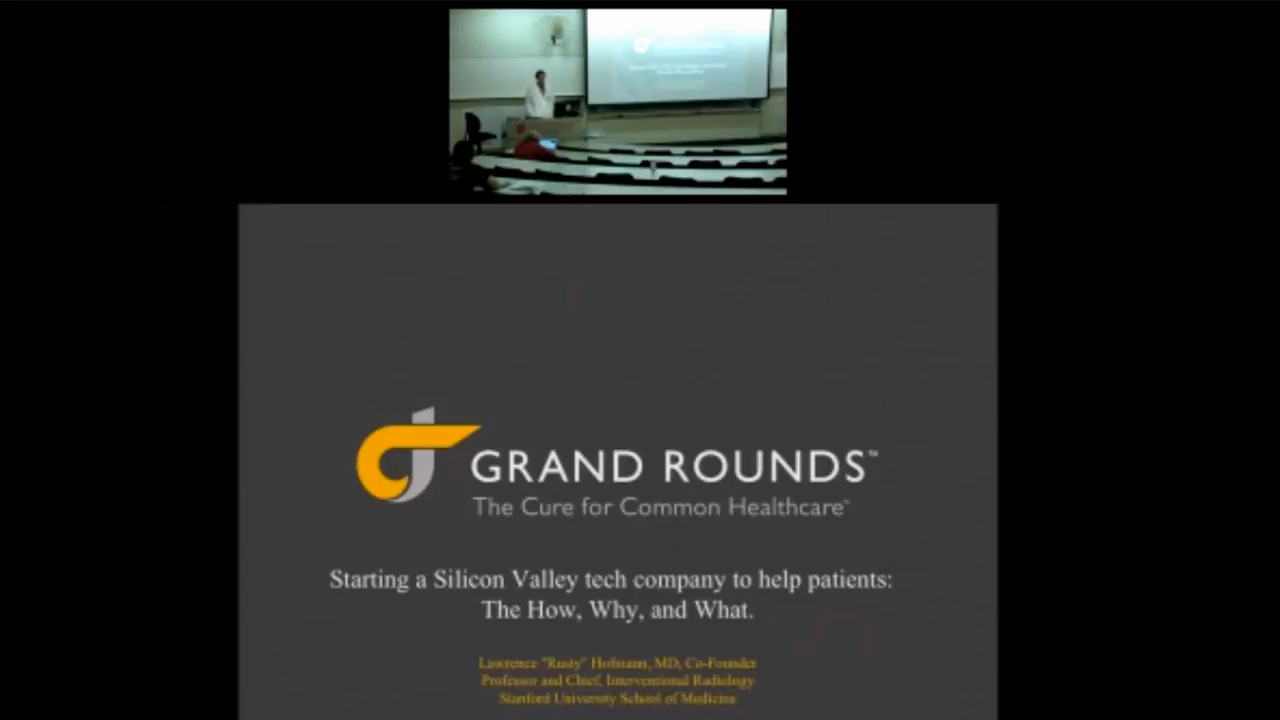 GRAND ROUNDS™
The Cure for Common Healthcare™
Starting a Silicon Valley tech company to help patients:
The How, Why, and What.
Lawrence "Rusty" Hofmann, MD, Co-Founder
Professor and Chief, Interventional Radiology
Stanford University School of Medicine